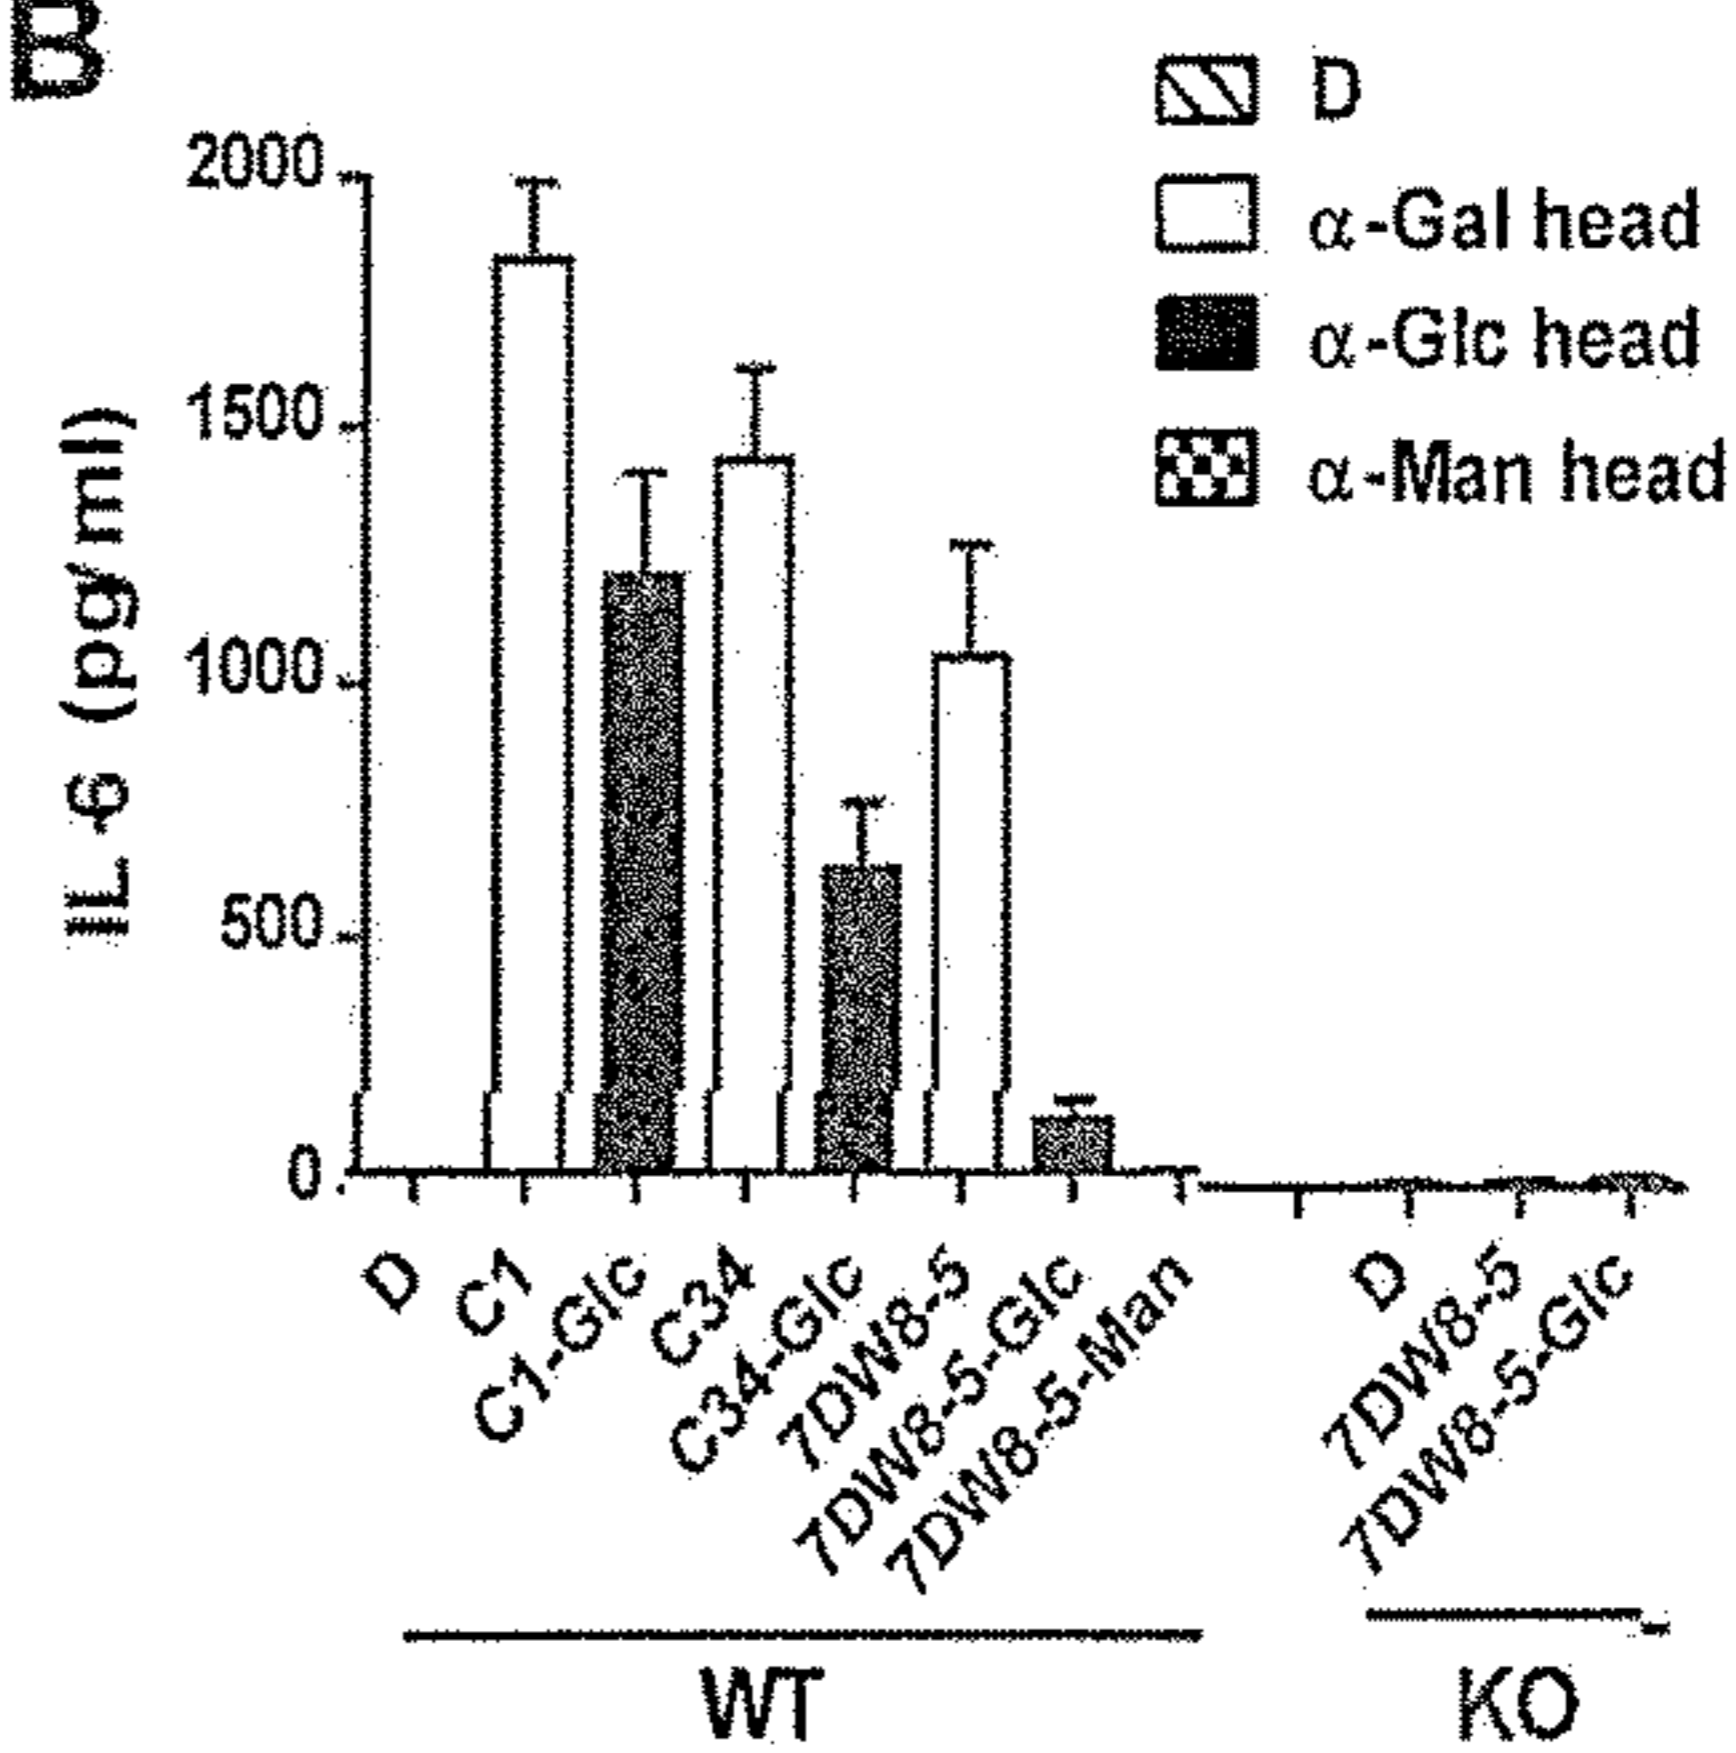 B
D
α-Gal head
α-Glc head
α-Man head
IL-6 (pg/ml)
2000
1500
1000
500
0
D
C1
C1-Glc
C34
C34-Glc
7DW8-5
7DW8-5-Glc
7DW8-5-Man
D
7DW8-5
7DW8-5-Glc
WT
KO